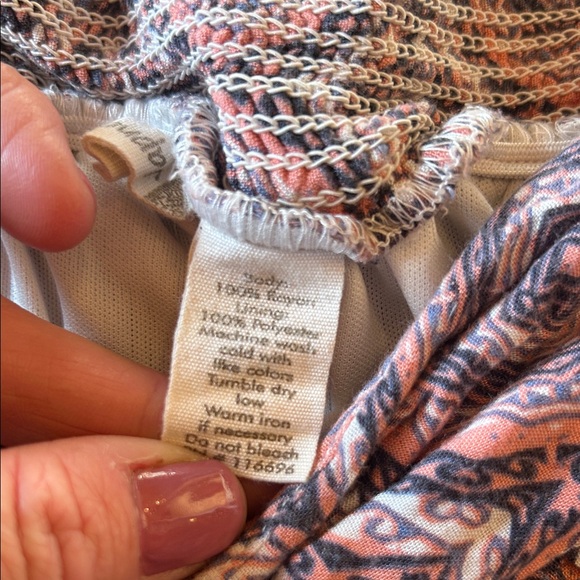 Body:
100% Rayon
Lining:
100% Polyester
Machine wash
cold with
like colors
Tumble dry
low
Warm iron
if necessary
Do not bleach
# 116696